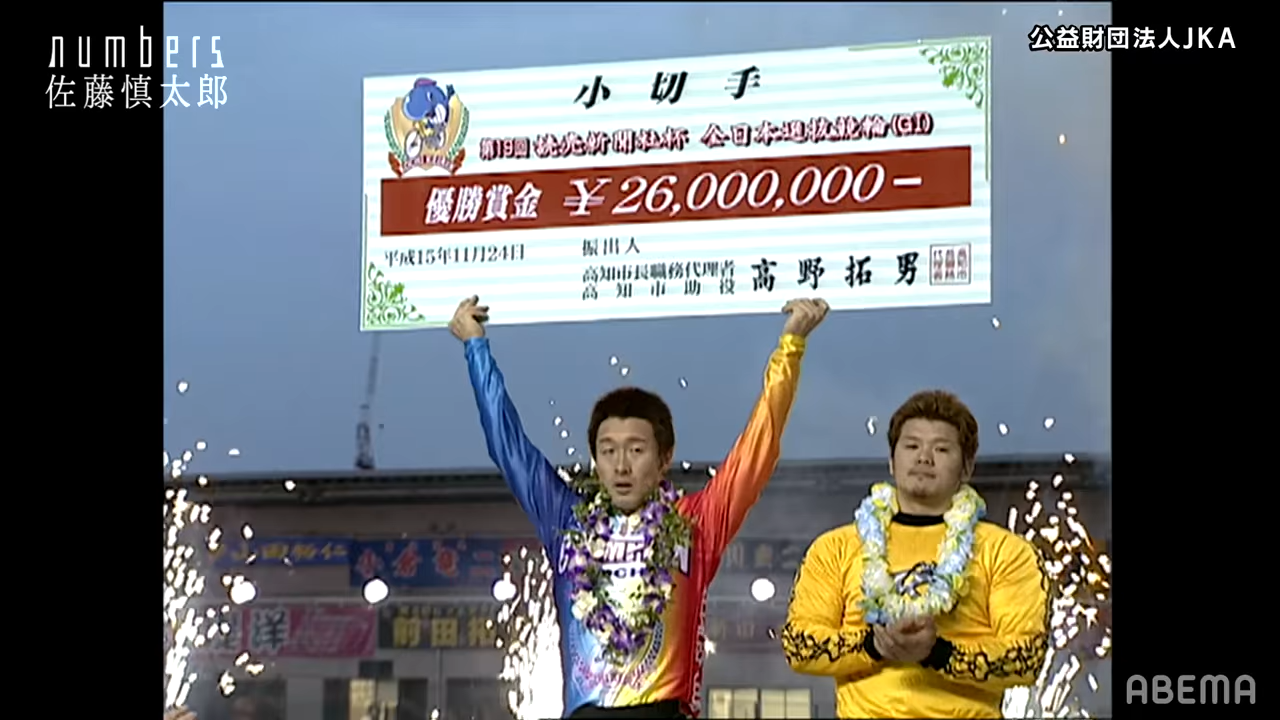 numbers
佐藤慎太郎
公益財団法人JKA
小切手
第19回 読売新聞社杯 全日本選抜競輪(GI)
優勝賞金 ¥26,000,000−
平成15年11月24日
振出人
高知市長職務代理者
高知市助役
高野拓男
前田拓
ABEMA